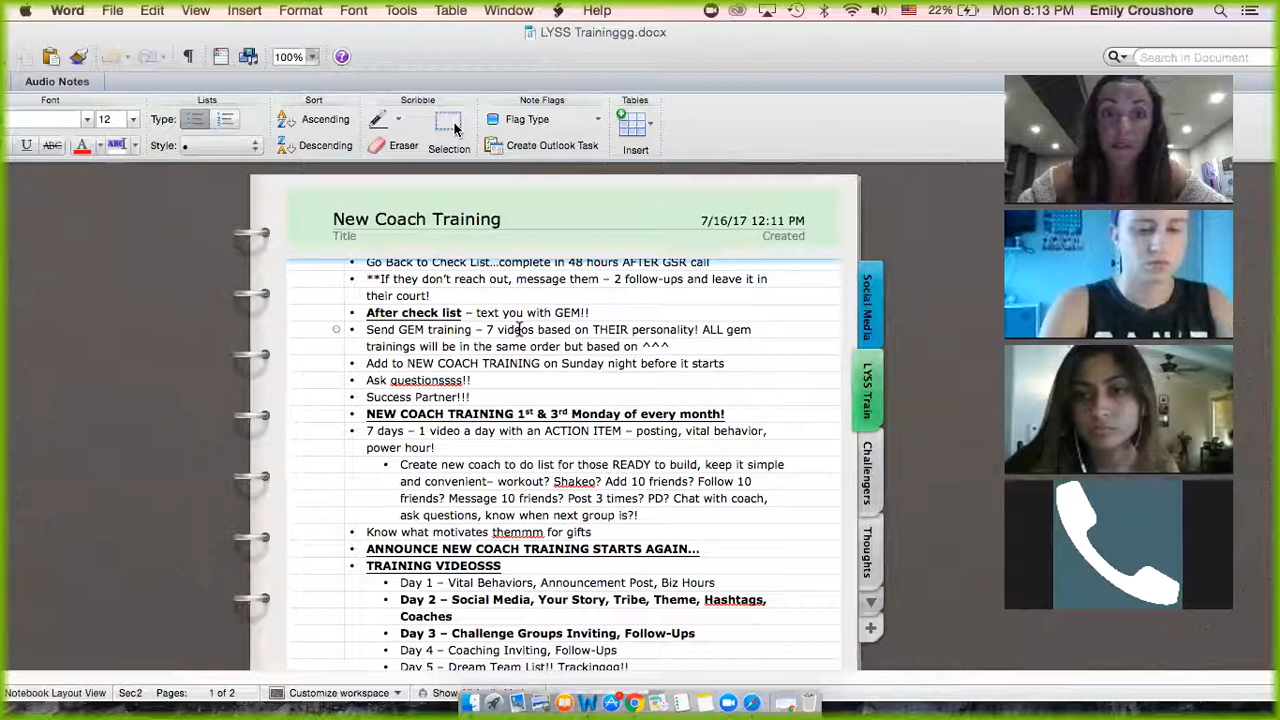 Word File Edit View Insert Format Font Tools Table Window Help 22% Mon 8:13 PM Emily Croushore
LYSS Traininggg.docx
100% Search in Document
Audio Notes
Font Lists Sort Scribble Note Flags Tables
12 Type: Ascending Flag Type
U ABC A ABC Style: • Descending Eraser Selection Create Outlook Task Insert
New Coach Training 7/16/17 12:11 PM
Title Created
• Go Back to Check List...complete in 48 hours AFTER GSR call
• **If they don't reach out, message them – 2 follow-ups and leave it in
their court!
• After check list – text you with GEM!!
• Send GEM training – 7 videos based on THEIR personality! ALL gem
trainings will be in the same order but based on ^^^
• Add to NEW COACH TRAINING on Sunday night before it starts
• Ask questionssss!!
• Success Partner!!!
• NEW COACH TRAINING 1st & 3rd Monday of every month!
• 7 days – 1 video a day with an ACTION ITEM – posting, vital behavior,
power hour!
• Create new coach to do list for those READY to build, keep it simple
and convenient– workout? Shakeo? Add 10 friends? Follow 10
friends? Message 10 friends? Post 3 times? PD? Chat with coach,
ask questions, know when next group is?!
• Know what motivates themmm for gifts
• ANNOUNCE NEW COACH TRAINING STARTS AGAIN...
• TRAINING VIDEOSSS
• Day 1 – Vital Behaviors, Announcement Post, Biz Hours
• Day 2 – Social Media, Your Story, Tribe, Theme, Hashtags,
Coaches
• Day 3 – Challenge Groups Inviting, Follow-Ups
• Day 4 – Coaching Inviting, Follow-Ups
• Day 5 – Dream Team List!! Trackinggg!!
Social Media
LYSS Train
Challengers
Thoughts
Notebook Layout View Sec2 Pages: 1 of 2 Customize workspace Show